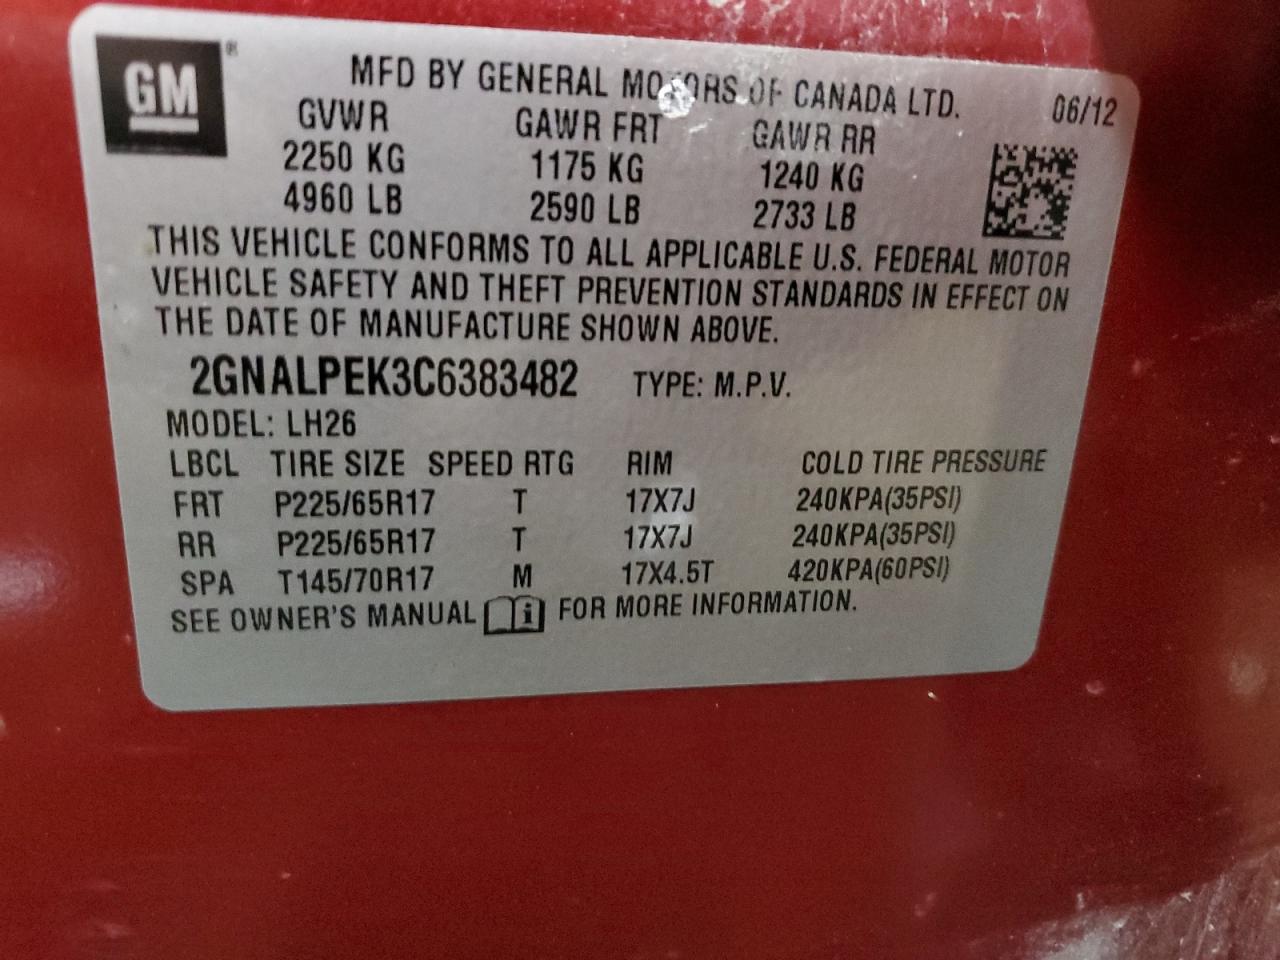 GM®
MFD BY GENERAL MOTORS OF CANADA LTD. 06/12
GVWR GAWR FRT GAWR RR
2250 KG 1175 KG 1240 KG
4960 LB 2590 LB 2733 LB
THIS VEHICLE CONFORMS TO ALL APPLICABLE U.S. FEDERAL MOTOR
VEHICLE SAFETY AND THEFT PREVENTION STANDARDS IN EFFECT ON
THE DATE OF MANUFACTURE SHOWN ABOVE.
2GNALPEK3C6383482 TYPE: M.P.V.
MODEL: LH26
LBCL TIRE SIZE SPEED RTG RIM COLD TIRE PRESSURE
FRT P225/65R17 T 17X7J 240KPA(35PSI)
RR P225/65R17 T 17X7J 240KPA(35PSI)
SPA T145/70R17 M 17X4.5T 420KPA(60PSI)
SEE OWNER'S MANUAL i FOR MORE INFORMATION.